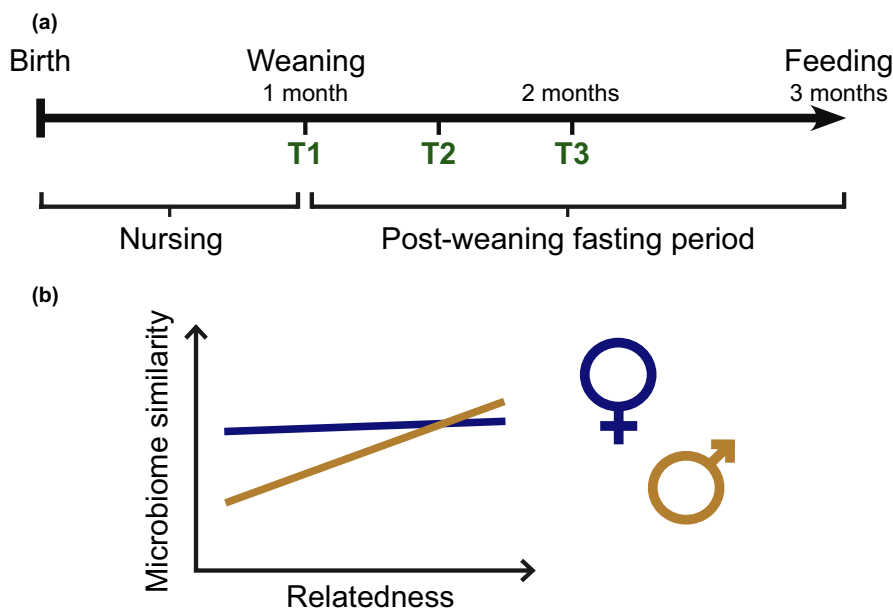 (a)
Birth
Weaning
Feeding
1 month
2 months
3 months
T1
T2
T3
Nursing
Post-weaning fasting period
(b)
Microbiome similarity
Relatedness